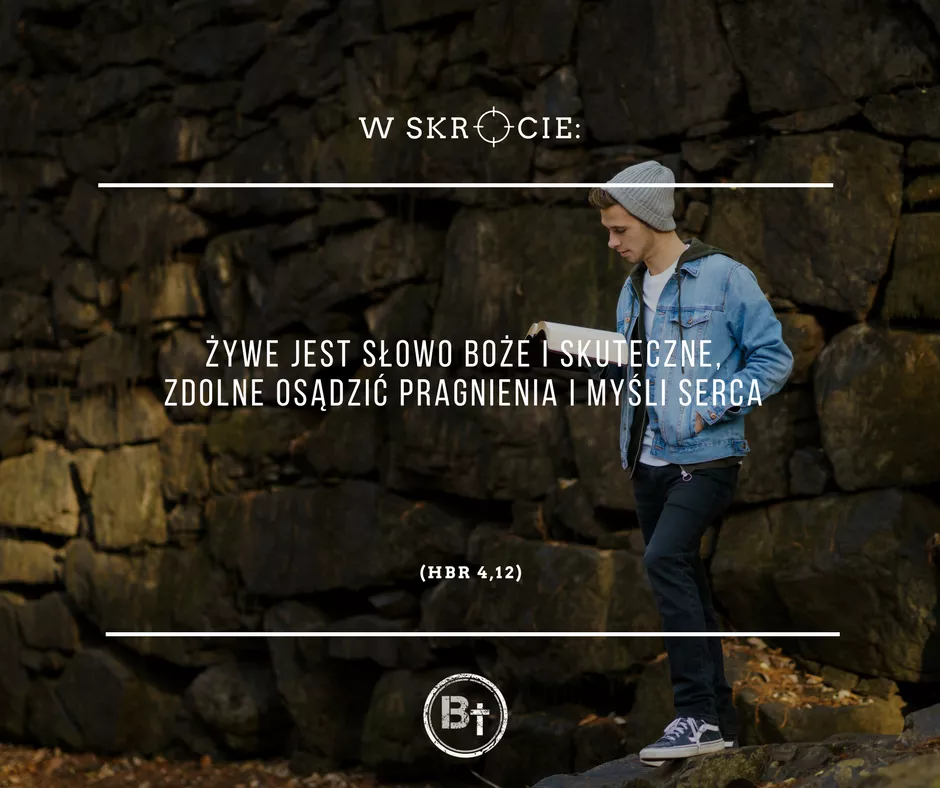 W SKRÓCIE:
ŻYWE JEST SŁOWO BOŻE I SKUTECZNE,
ZDOLNE OSĄDZIĆ PRAGNIENIA I MYŚLI SERCA
(HBR 4,12)
B†